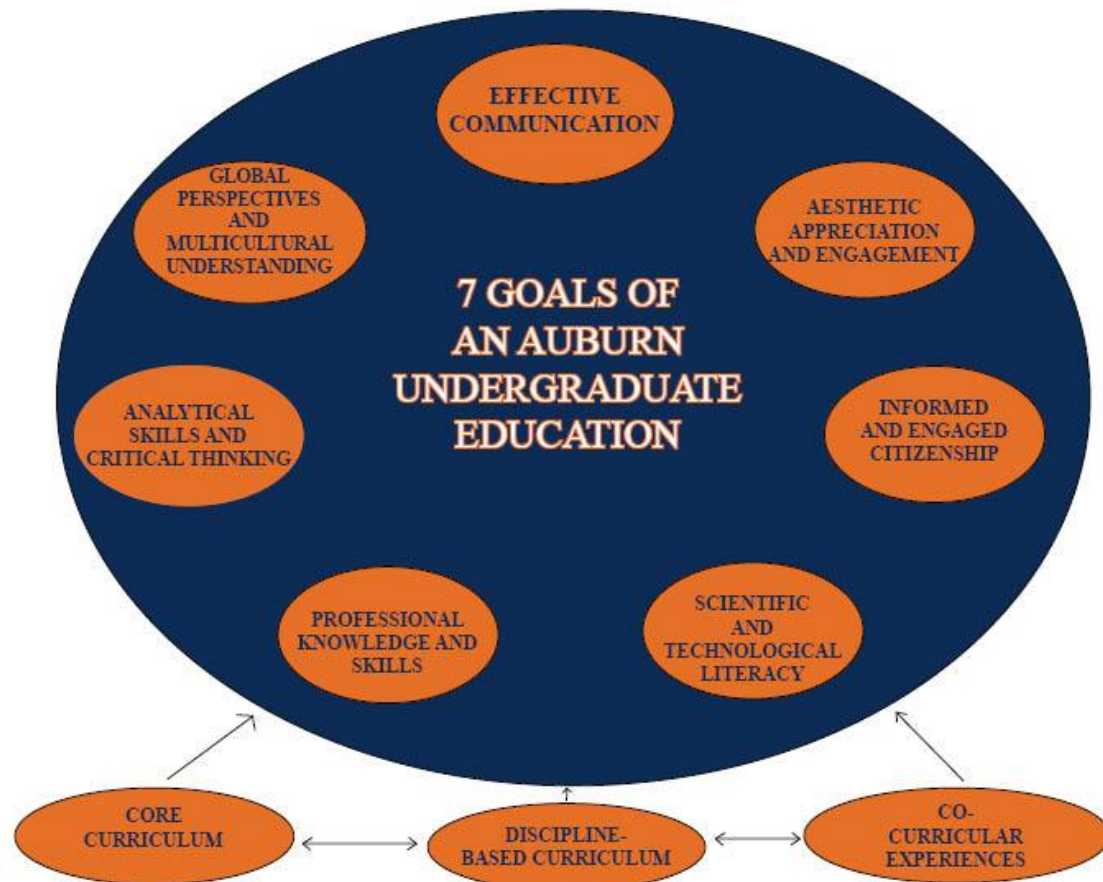 EFFECTIVE
COMMUNICATION
GLOBAL
PERSPECTIVES
AND
MULTICULTURAL
UNDERSTANDING
AESTHETIC
APPRECIATION
AND ENGAGEMENT
7 GOALS OF
AN AUBURN
UNDERGRADUATE
EDUCATION
ANALYTICAL
SKILLS AND
CRITICAL THINKING
INFORMED
AND ENGAGED
CITIZENSHIP
PROFESSIONAL
KNOWLEDGE AND
SKILLS
SCIENTIFIC
AND
TECHNOLOGICAL
LITERACY
CORE
CURRICULUM
DISCIPLINE-
BASED CURRICULUM
CO-
CURRICULAR
EXPERIENCES